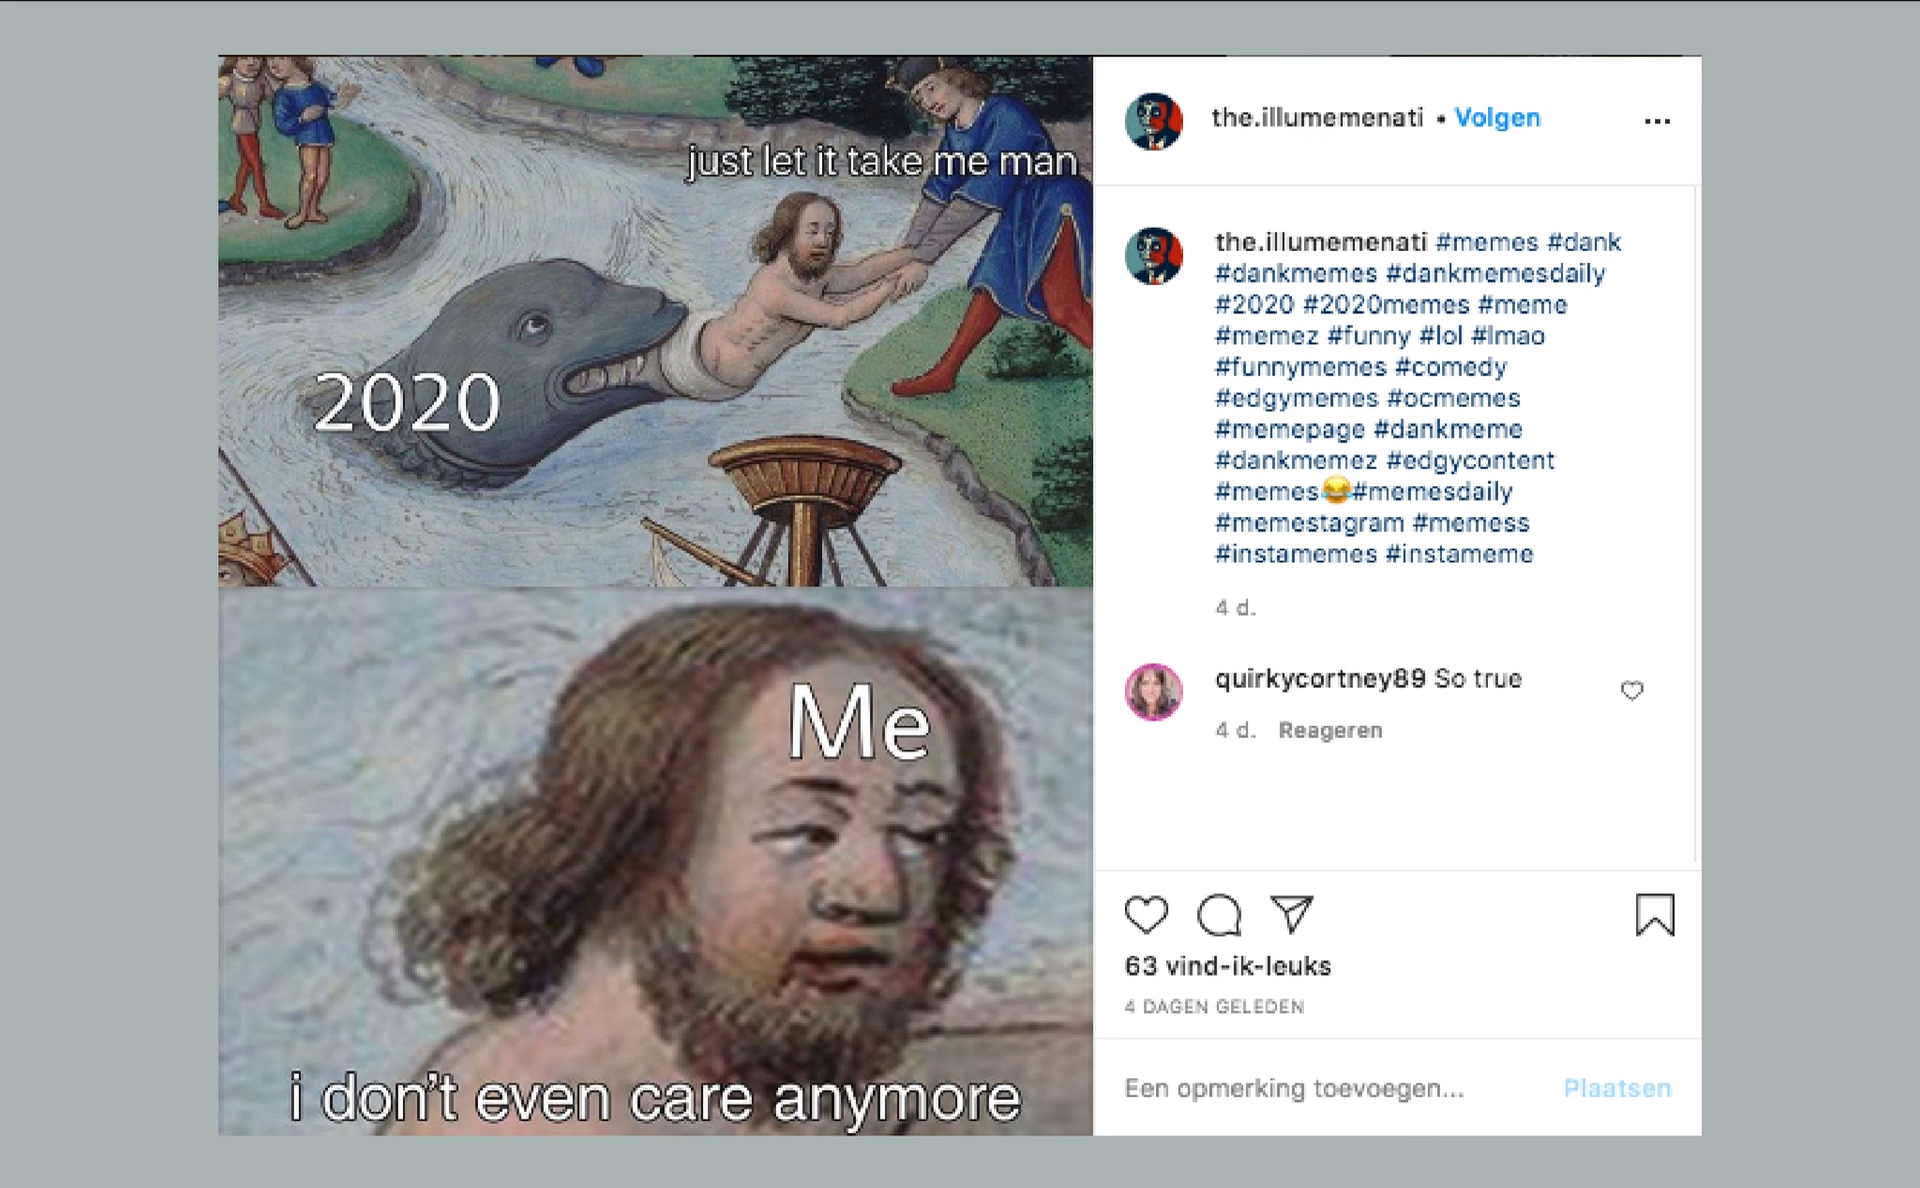 just let it take me man
2020
Me
i don't even care anymore
the.illumemenati • Volgen
the.illumemenati #memes #dank
#dankmemes #dankmemesdaily
#2020 #2020memes #meme
#memez #funny #lol #lmao
#funnymemes #comedy
#edgymemes #ocmemes
#memepage #dankmeme
#dankmemez #edgycontent
#memes😂#memesdaily
#memestagram #memess
#instamemes #instameme
4 d.
quirkycortney89 So true
4 d. Reageren
63 vind-ik-leuks
4 DAGEN GELEDEN
Een opmerking toevoegen... Plaatsen